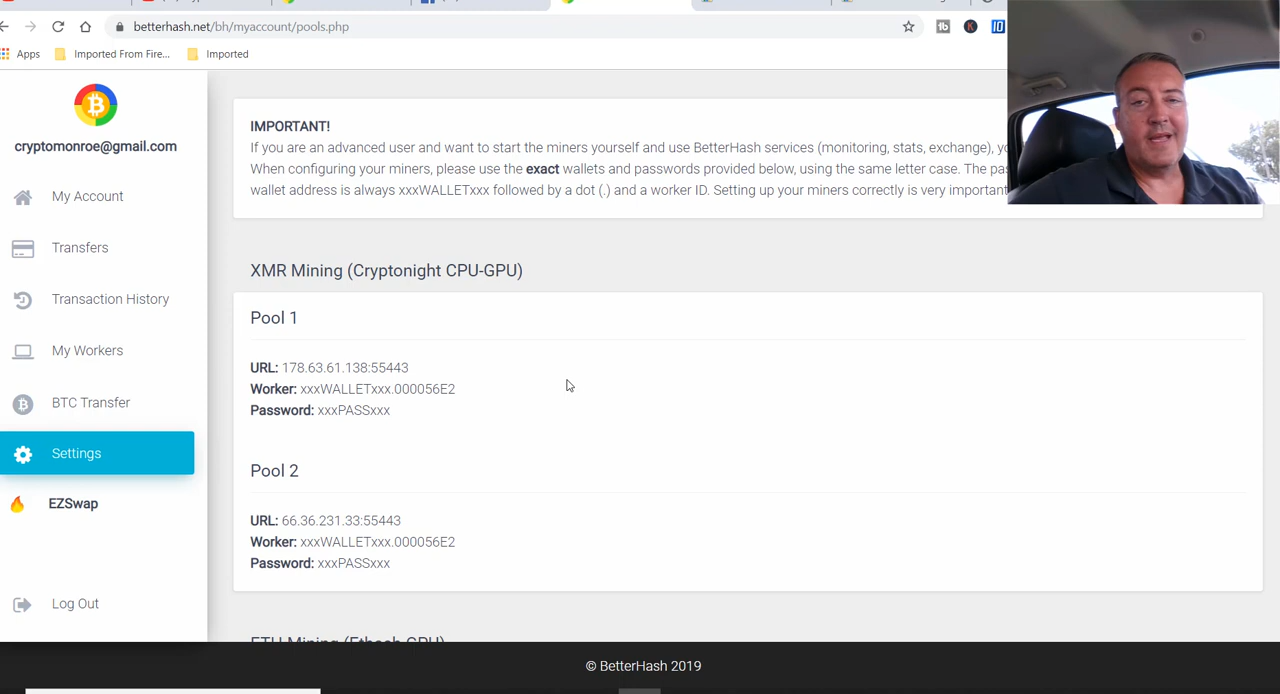 betterhash.net/bh/myaccount/pools.php
Apps
Imported From Fire...
Imported
cryptomonroe@gmail.com
My Account
Transfers
Transaction History
My Workers
BTC Transfer
Settings
EZSwap
Log Out
IMPORTANT!
If you are an advanced user and want to start the miners yourself and use BetterHash services (monitoring, stats, exchange),
When configuring your miners, please use the exact wallets and passwords provided below, using the same letter case. The
wallet address is always xxxWALLETxxx followed by a dot (.) and a worker ID. Setting up your miners correctly is very important
XMR Mining (Cryptonight CPU-GPU)
Pool 1
URL: 178.63.61.138:55443
Worker: xxxWALLETxxx.000056E2
Password: xxxPASSxxx
Pool 2
URL: 66.36.231.33:55443
Worker: xxxWALLETxxx.000056E2
Password: xxxPASSxxx
ETH Mining (Ethash GPU)
© BetterHash 2019